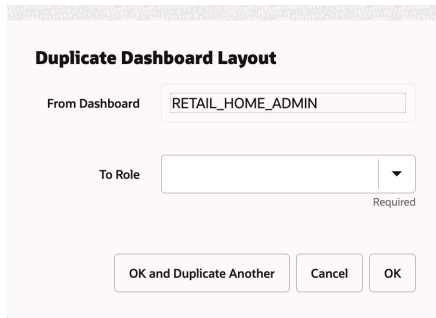 Duplicate Dashboard Layout
From Dashboard RETAIL_HOME_ADMIN
To Role
Required
OK and Duplicate Another Cancel OK